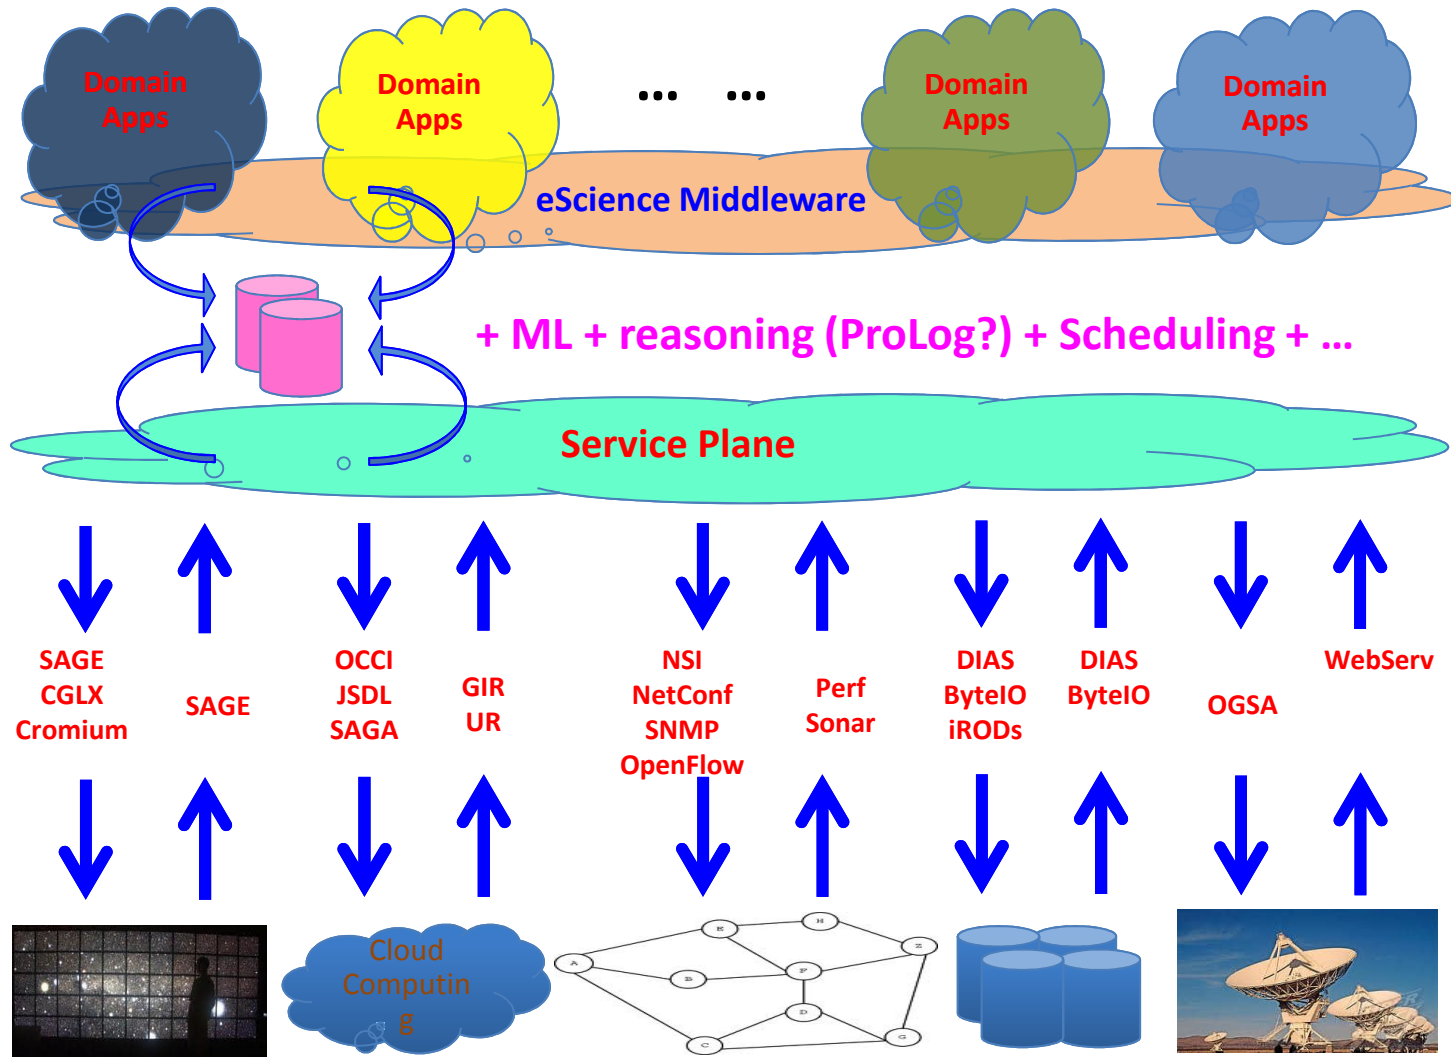 Domain
Apps
Domain
Apps
... ...
Domain
Apps
Domain
Apps
eScience Middleware
+ ML + reasoning (ProLog?) + Scheduling + ...
Service Plane
SAGE
CGLX
Cromium
SAGE
OCCI
JSDL
SAGA
GIR
UR
NSI
NetConf
SNMP
OpenFlow
Perf
Sonar
DIAS
ByteIO
iRODs
DIAS
ByteIO
OGSA
WebServ
Cloud
Computin
g
A
E
H
Z
B
F
D
C
G